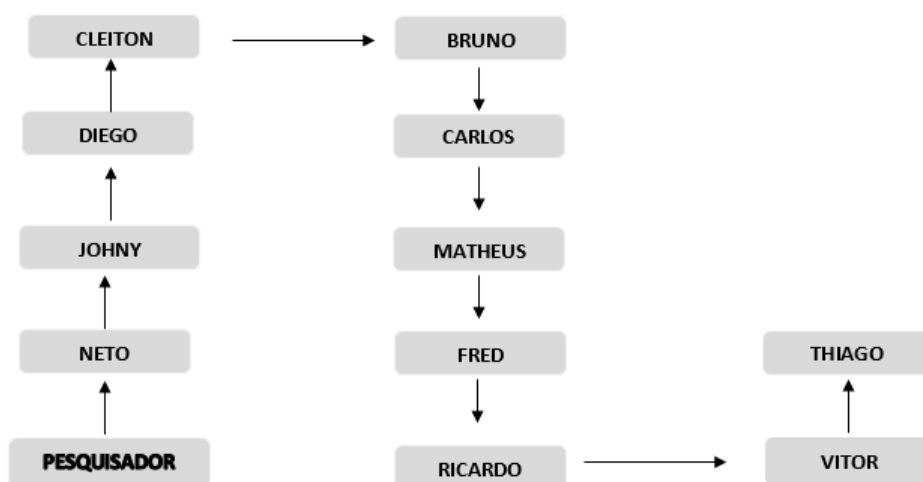 CLEITON
BRUNO
DIEGO
CARLOS
JOHNY
MATHEUS
NETO
FRED
THIAGO
PESQUISADOR
RICARDO
VITOR